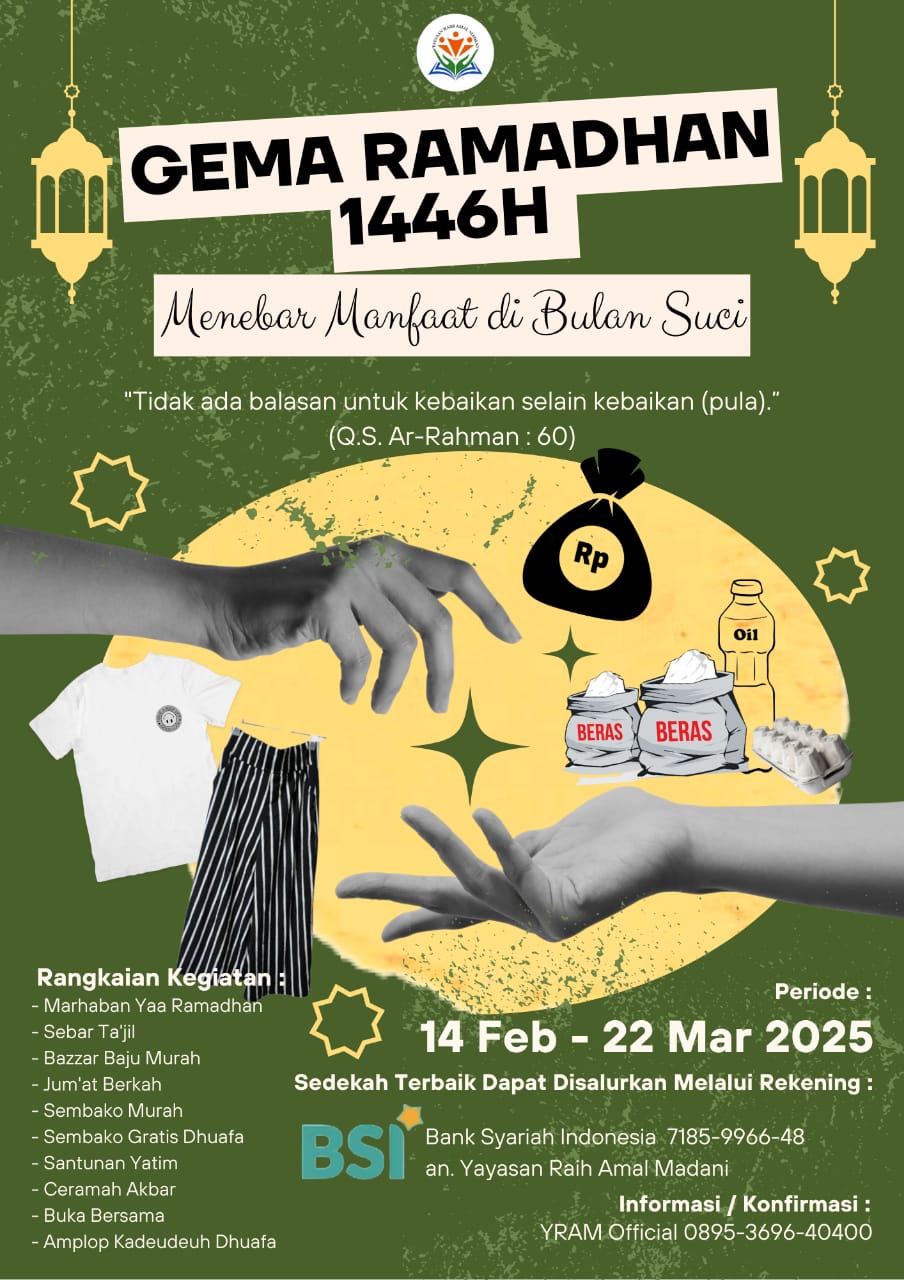 GEMA RAMADHAN
1446H
Menebar Manfaat di Bulan Suci
"Tidak ada balasan untuk kebaikan selain kebaikan (pula).”
(Q.S. Ar-Rahman : 60)
Rp
Oil
BERAS
BERAS
Rangkaian Kegiatan :
- Marhaban Yaa Ramadhan
- Sebar Ta'jil
- Bazzar Baju Murah
- Jum'at Berkah
- Sembako Murah
- Sembako Gratis Dhuafa
- Santunan Yatim
- Ceramah Akbar
- Buka Bersama
- Amplop Kadeudeuh Dhuafa
Periode :
14 Feb - 22 Mar 2025
Sedekah Terbaik Dapat Disalurkan Melalui Rekening :
BSI
Bank Syariah Indonesia 7185-9966-48
an. Yayasan Raih Amal Madani
Informasi / Konfirmasi :
YRAM Official 0895-3696-40400